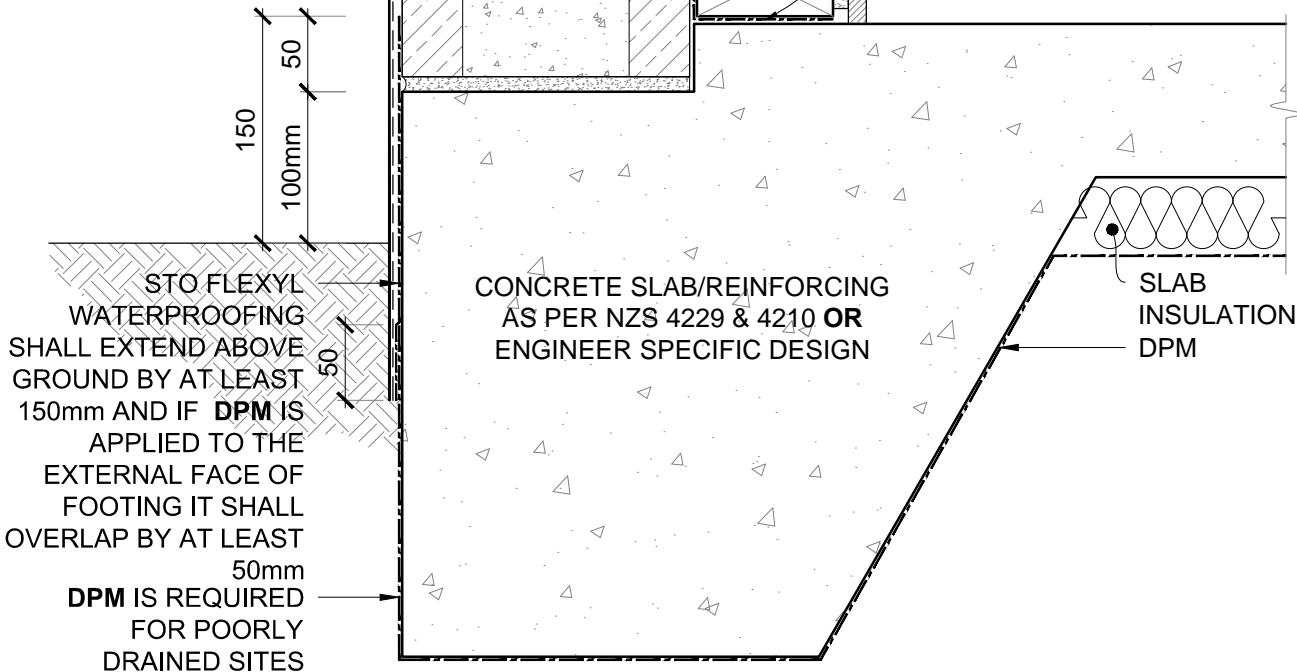 50
150
100mm
STO FLEXYL
WATERPROOFING
SHALL EXTEND ABOVE
GROUND BY AT LEAST
150mm AND IF DPM IS
APPLIED TO THE
EXTERNAL FACE OF
FOOTING IT SHALL
OVERLAP BY AT LEAST
50mm
50
DPM IS REQUIRED
FOR POORLY
DRAINED SITES
CONCRETE SLAB/REINFORCING
AS PER NZS 4229 & 4210 OR
ENGINEER SPECIFIC DESIGN
SLAB
INSULATION
DPM